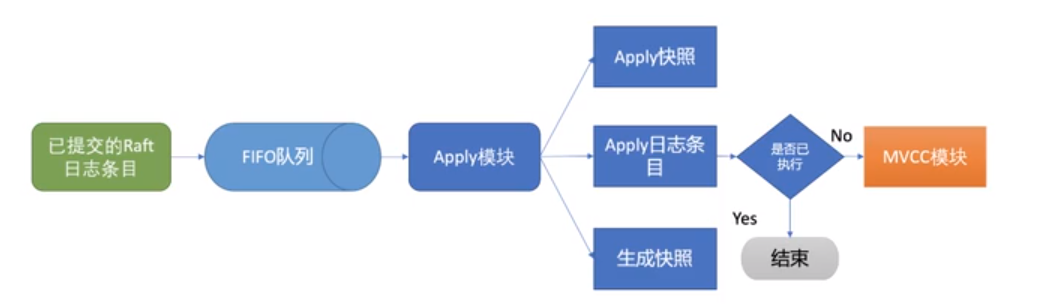 已提交的Raft
日志条目
FIFO队列
Apply模块
Apply快照
Apply日志条
目
生成快照
是否已
执行
No
MVCC模块
Yes
结束